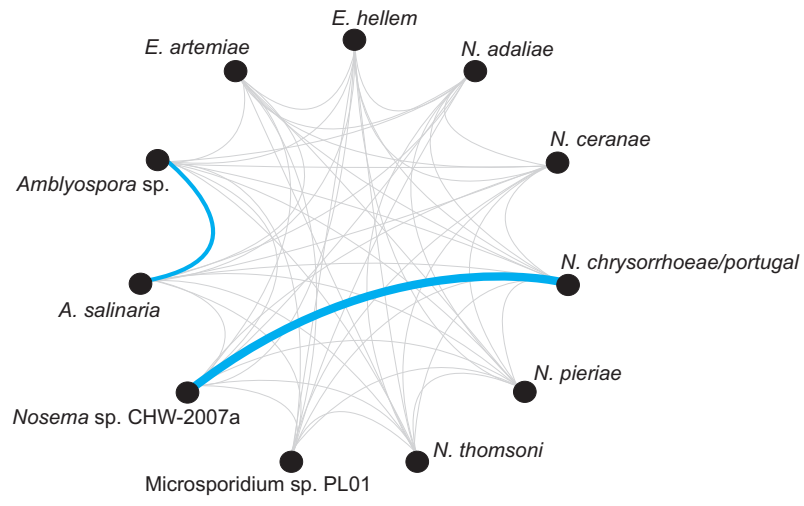 E. hellem
E. artemiae
N. adaliae
N. ceranae
Amblyospora sp.
N. chrysorrhoeae/portugal
A. salinaria
N. pieriae
Nosema sp. CHW-2007a
N. thomsoni
Microsporidium sp. PL01